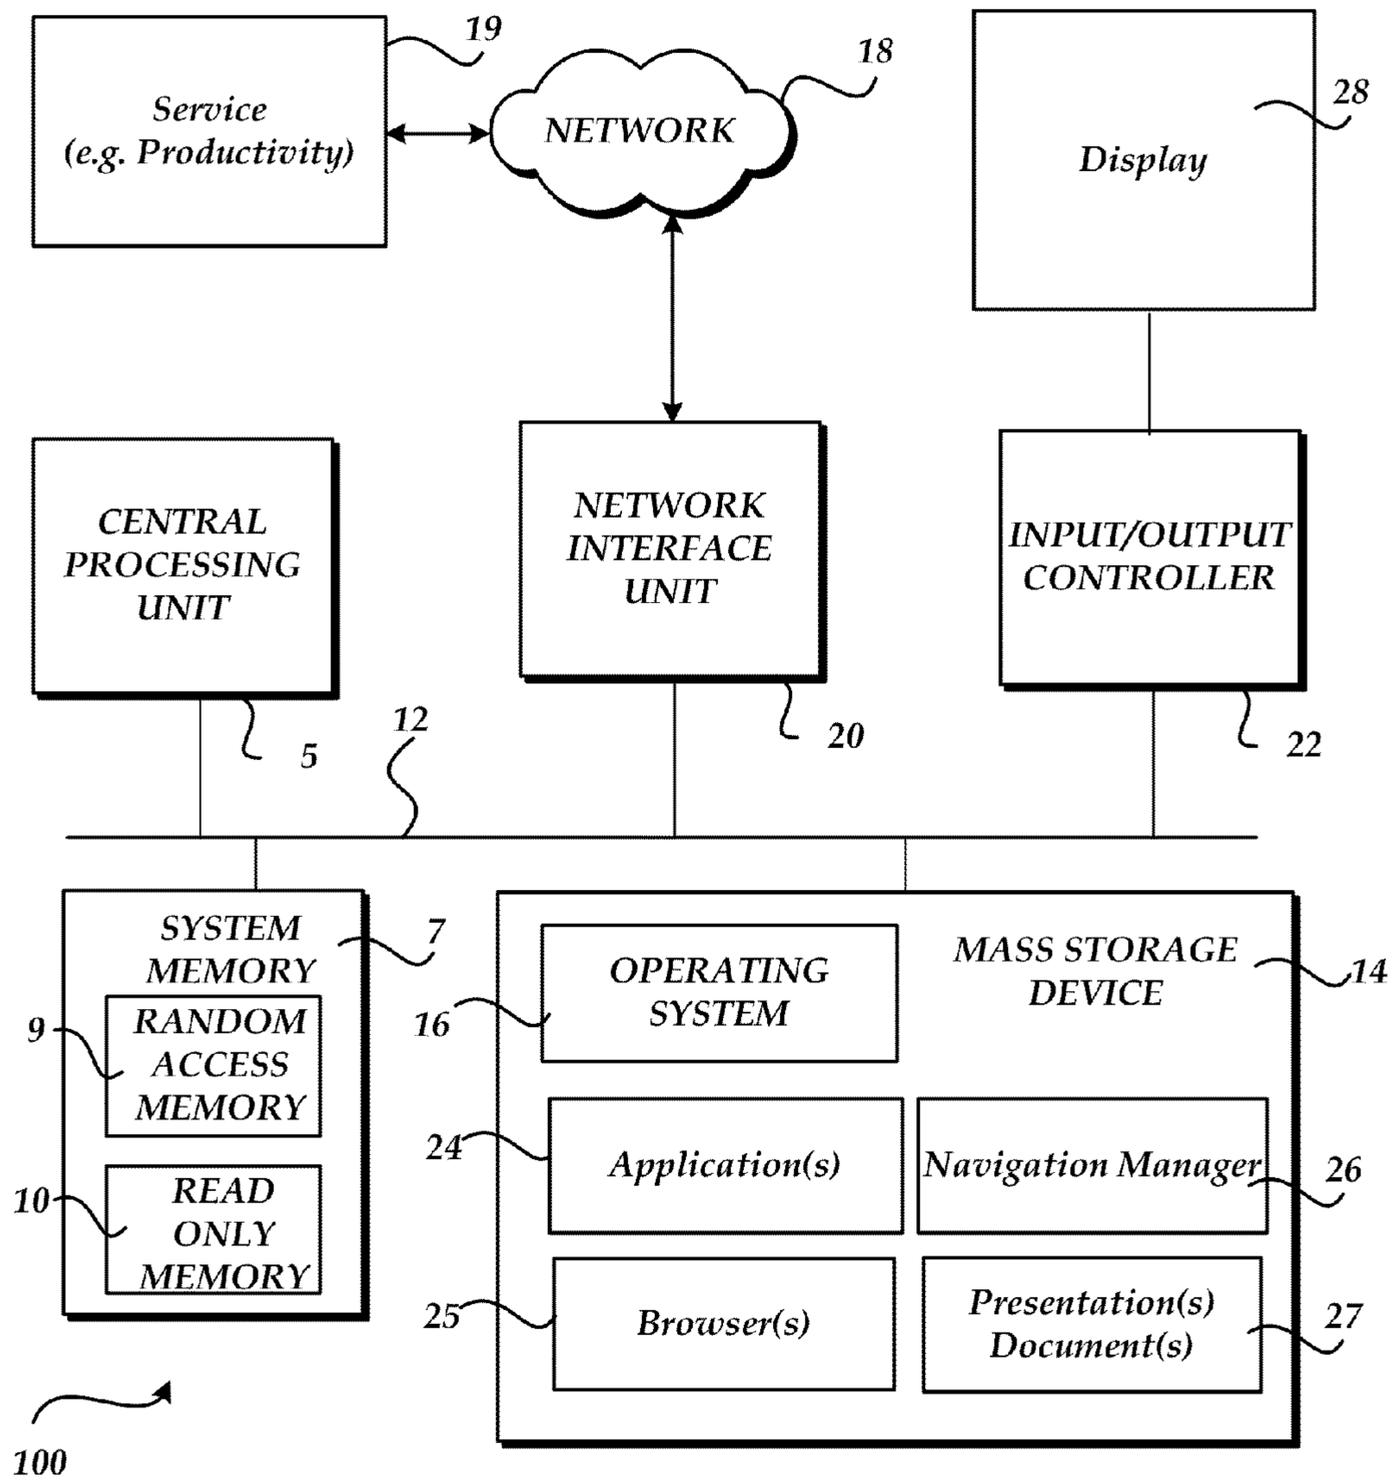 19
Service
(e.g. Productivity)
18
NETWORK
28
Display
CENTRAL
PROCESSING
UNIT
5
NETWORK
INTERFACE
UNIT
20
INPUT/OUTPUT
CONTROLLER
22
12
SYSTEM
MEMORY
7
9
RANDOM
ACCESS
MEMORY
10
READ
ONLY
MEMORY
OPERATING
SYSTEM
16
MASS STORAGE
DEVICE
14
24
Application(s)
Navigation Manager
26
25
Browser(s)
Presentation(s)
Document(s)
27
100